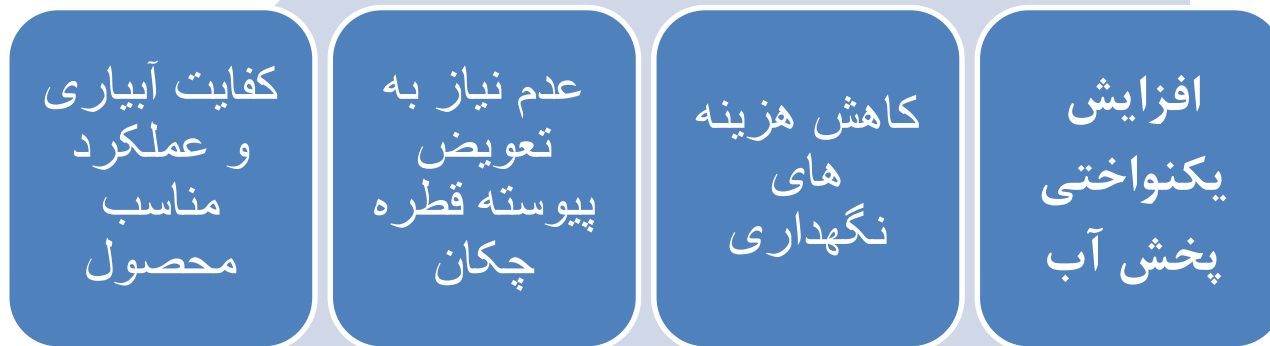 افزایش
یکنواختی
پخش آب
کاهش هزینه
های
نگهداری
عدم نیاز به
تعویض
پیوسته قطره
چکان
کفایت آبیاری
و عملکرد
مناسب
محصول